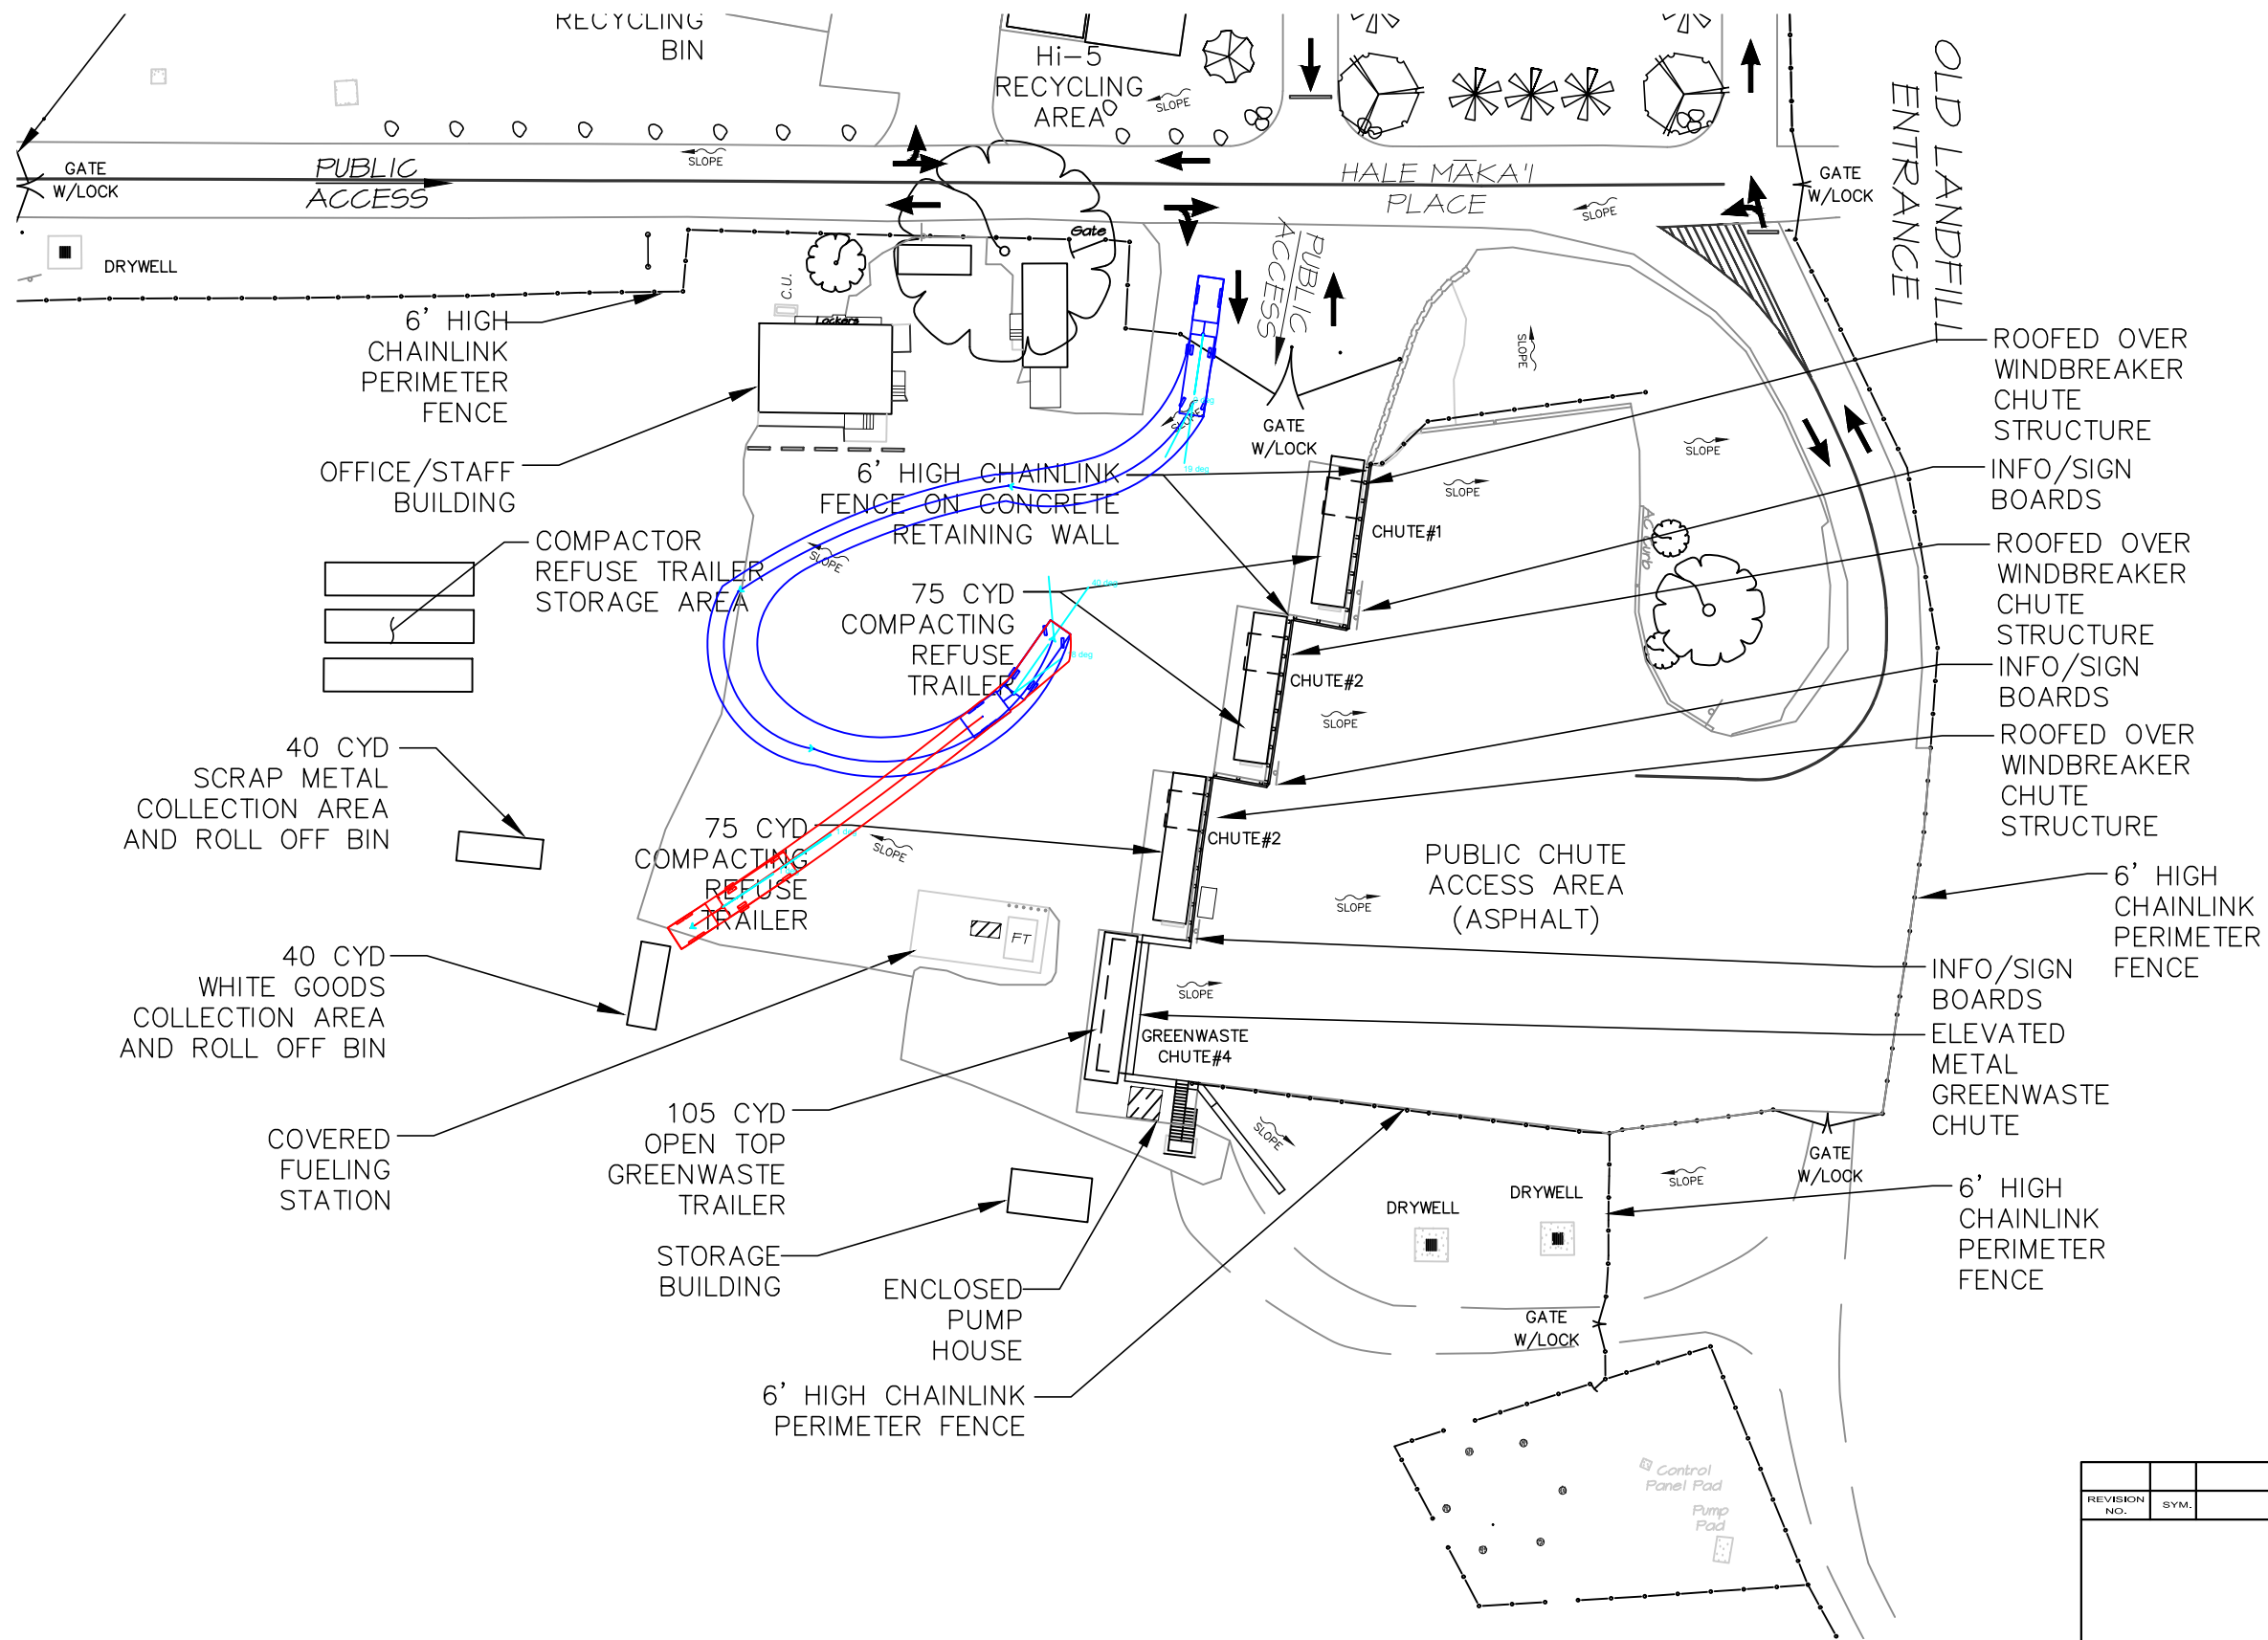 RECYCLING
BIN
Hi-5
RECYCLING
AREA
SLOPE
OLD LANDFILL
ENTRANCE
GATE
W/LOCK
PUBLIC
ACCESS
SLOPE
HALE MĀKA'I
PLACE
SLOPE
GATE
W/LOCK
DRYWELL
C.U.
Lockers
Gate
PUBLIC
ACCESS
6' HIGH
CHAINLINK
PERIMETER
FENCE
SLOPE
GATE
W/LOCK
SLOPE
ROOFED OVER
WINDBREAKER
CHUTE
STRUCTURE
OFFICE/STAFF
BUILDING
6' HIGH CHAINLINK
FENCE ON CONCRETE
RETAINING WALL
19 deg
SLOPE
SLOPE
INFO/SIGN
BOARDS
CHUTE#1
AC curb
COMPACTOR
REFUSE TRAILER
STORAGE AREA
SLOPE
ROOFED OVER
WINDBREAKER
CHUTE
STRUCTURE
75 CYD
COMPACTING
REFUSE
TRAILER
40 deg
CHUTE#2
SLOPE
INFO/SIGN
BOARDS
40 CYD
SCRAP METAL
COLLECTION AREA
AND ROLL OFF BIN
ROOFED OVER
WINDBREAKER
CHUTE
STRUCTURE
75 CYD
COMPACTING
REFUSE
TRAILER
SLOPE
CHUTE#2
PUBLIC CHUTE
ACCESS AREA
(ASPHALT)
SLOPE
6' HIGH
CHAINLINK
PERIMETER
FENCE
FT
40 CYD
WHITE GOODS
COLLECTION AREA
AND ROLL OFF BIN
SLOPE
INFO/SIGN
BOARDS
GREENWASTE
CHUTE#4
ELEVATED
METAL
GREENWASTE
CHUTE
105 CYD
OPEN TOP
GREENWASTE
TRAILER
SLOPE
COVERED
FUELING
STATION
GATE
W/LOCK
SLOPE
DRYWELL
DRYWELL
6' HIGH
CHAINLINK
PERIMETER
FENCE
STORAGE
BUILDING
ENCLOSED
PUMP
HOUSE
GATE
W/LOCK
6' HIGH CHAINLINK
PERIMETER FENCE
Control
Panel Pad
Pump
Pad
REVISION
NO.
SYM.